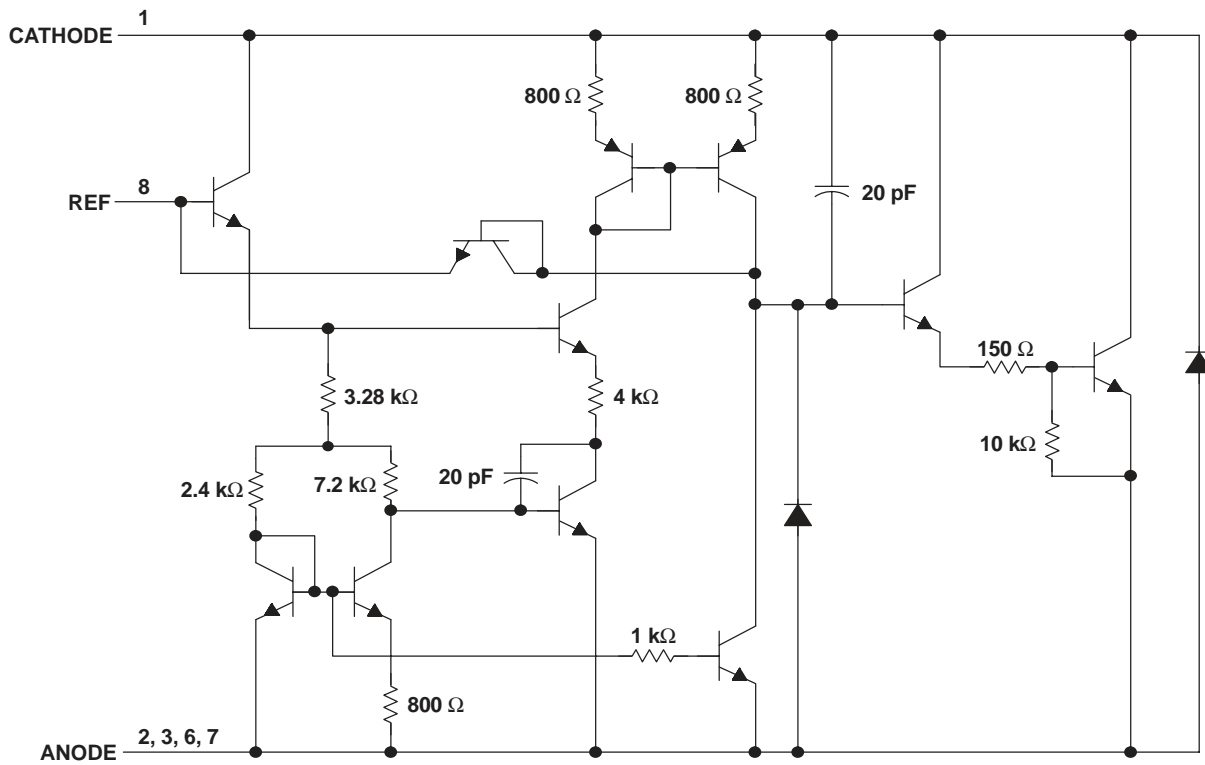 1
CATHODE
800 Ω
800 Ω
8
REF
20 pF
150 Ω
3.28 kΩ
4 kΩ
10 kΩ
2.4 kΩ
7.2 kΩ
20 pF
1 kΩ
800 Ω
2, 3, 6, 7
ANODE